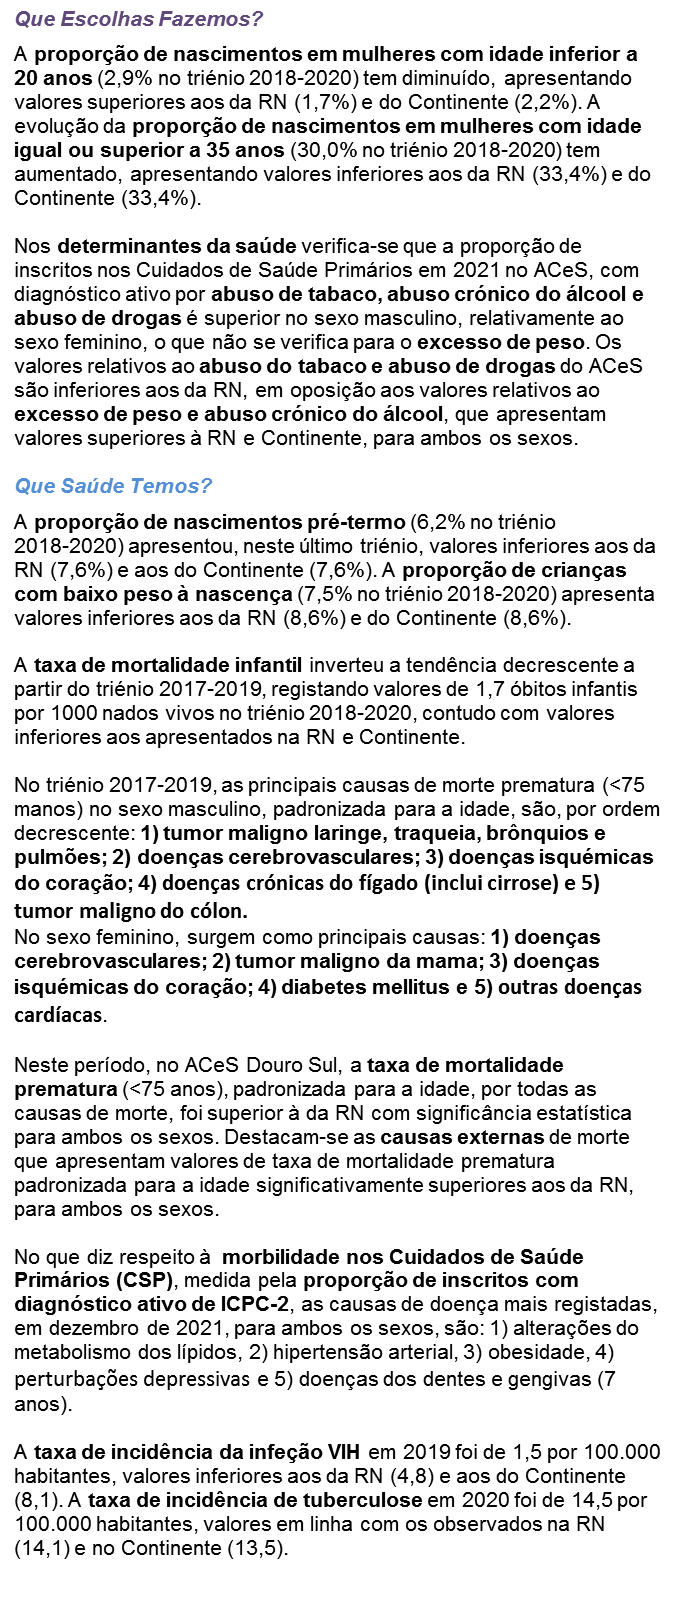 Que Escolhas Fazemos?
A proporção de nascimentos em mulheres com idade inferior a
20 anos (2,9% no triénio 2018-2020) tem diminuído, apresentando
valores superiores aos da RN (1,7%) e do Continente (2,2%). A
evolução da proporção de nascimentos em mulheres com idade
igual ou superior a 35 anos (30,0% no triénio 2018-2020) tem
aumentado, apresentando valores inferiores aos da RN (33,4%) e do
Continente (33,4%).
Nos determinantes da saúde verifica-se que a proporção de
inscritos nos Cuidados de Saúde Primários em 2021 no ACeS, com
diagnóstico ativo por abuso de tabaco, abuso crónico do álcool e
abuso de drogas é superior no sexo masculino, relativamente ao
sexo feminino, o que não se verifica para o excesso de peso. Os
valores relativos ao abuso do tabaco e abuso de drogas do ACeS
são inferiores aos da RN, em oposição aos valores relativos ao
excesso de peso e abuso crónico do álcool, que apresentam
valores superiores à RN e Continente, para ambos os sexos.
Que Saúde Temos?
A proporção de nascimentos pré-termo (6,2% no triénio
2018-2020) apresentou, neste último triénio, valores inferiores aos da
RN (7,6%) e aos do Continente (7,6%). A proporção de crianças
com baixo peso à nascença (7,5% no triénio 2018-2020) apresenta
valores inferiores aos da RN (8,6%) e do Continente (8,6%).
A taxa de mortalidade infantil inverteu a tendência decrescente a
partir do triénio 2017-2019, registando valores de 1,7 óbitos infantis
por 1000 nados vivos no triénio 2018-2020, contudo com valores
inferiores aos apresentados na RN e Continente.
No triénio 2017-2019, as principais causas de morte prematura (<75
manos) no sexo masculino, padronizada para a idade, são, por ordem
decrescente: 1) tumor maligno laringe, traqueia, brônquios e
pulmões; 2) doenças cerebrovasculares; 3) doenças isquémicas
do coração; 4) doenças crónicas do fígado (inclui cirrose) e 5)
tumor maligno do cólon.
No sexo feminino, surgem como principais causas: 1) doenças
cerebrovasculares; 2) tumor maligno da mama; 3) doenças
isquémicas do coração; 4) diabetes mellitus e 5) outras doenças
cardíacas.
Neste período, no ACeS Douro Sul, a taxa de mortalidade
prematura (<75 anos), padronizada para a idade, por todas as
causas de morte, foi superior à da RN com significância estatística
para ambos os sexos. Destacam-se as causas externas de morte
que apresentam valores de taxa de mortalidade prematura
padronizada para a idade significativamente superiores aos da RN,
para ambos os sexos.
No que diz respeito à morbilidade nos Cuidados de Saúde
Primários (CSP), medida pela proporção de inscritos com
diagnóstico ativo de ICPC-2, as causas de doença mais registadas,
em dezembro de 2021, para ambos os sexos, são: 1) alterações do
metabolismo dos lípidos, 2) hipertensão arterial, 3) obesidade, 4)
perturbações depressivas e 5) doenças dos dentes e gengivas (7
anos).
A taxa de incidência da infeção VIH em 2019 foi de 1,5 por 100.000
habitantes, valores inferiores aos da RN (4,8) e aos do Continente
(8,1). A taxa de incidência de tuberculose em 2020 foi de 14,5 por
100.000 habitantes, valores em linha com os observados na RN
(14,1) e no Continente (13,5).